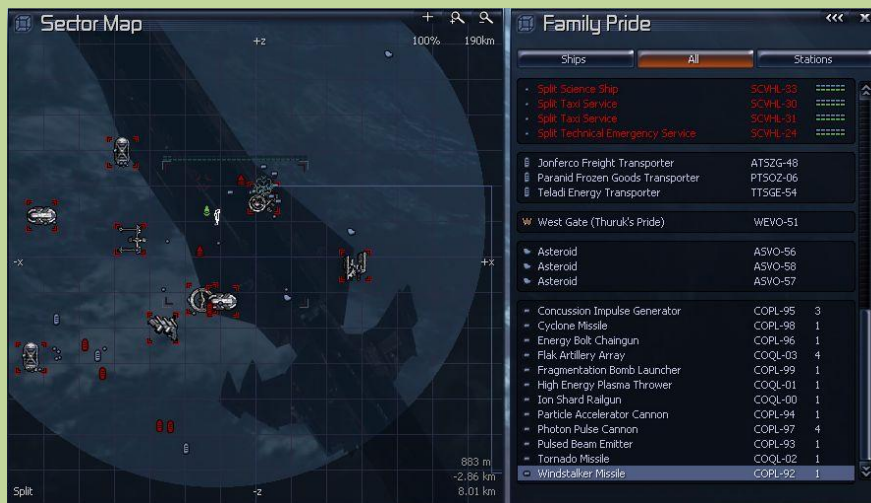 Sector Map
+z
100% 190km
-x
+x
883 m
-2.86 km
8.01 km
Split
-z
Family Pride
<<< x
Ships All Stations
Split Science Ship SCVHL-33
Split Taxi Service SCVHL-30
Split Taxi Service SCVHL-31
Split Technical Emergency Service SCVHL-24
Jonferco Freight Transporter ATSZG-48
Paranid Frozen Goods Transporter PTSOZ-06
Teladi Energy Transporter TTSGE-54
West Gate (Thuruk's Pride) WEVO-51
Asteroid ASVO-56
Asteroid ASVO-58
Asteroid ASVO-57
Concussion Impulse Generator COPL-95 3
Cyclone Missile COPL-98 1
Energy Bolt Chaingun COPL-96 1
Flak Artillery Array COQL-03 4
Fragmentation Bomb Launcher COPL-99 1
High Energy Plasma Thrower COQL-01 1
Ion Shard Railgun COQL-00 1
Particle Accelerator Cannon COPL-94 1
Photon Pulse Cannon COPL-97 4
Pulsed Beam Emitter COPL-93 1
Tornado Missile COQL-02 1
Windstalker Missile COPL-92 1